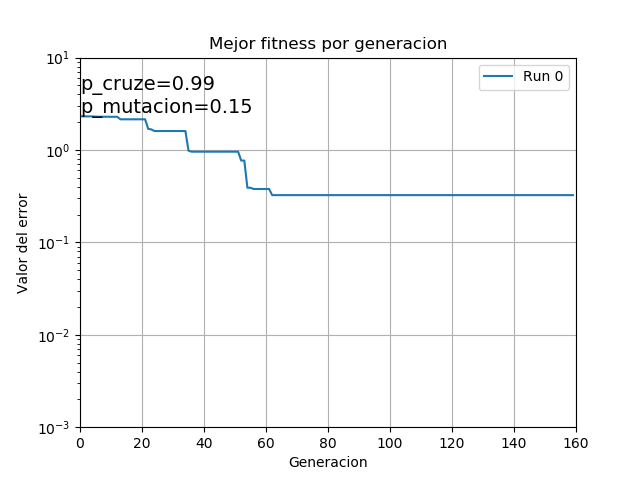 Mejor fitness por generacion
p_cruze=0.99
p_mutacion=0.15
Run 0
Valor del error
10^1
10^0
10^-1
10^-2
10^-3
0 20 40 60 80 100 120 140 160
Generacion